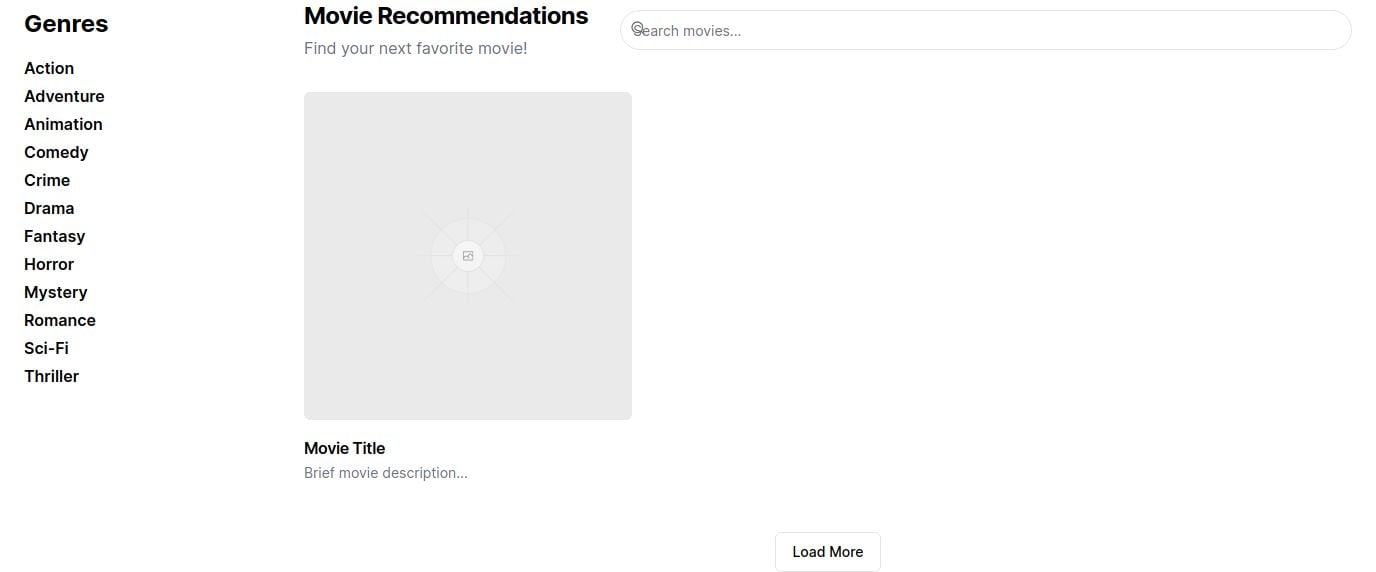 Genres
Action
Adventure
Animation
Comedy
Crime
Drama
Fantasy
Horror
Mystery
Romance
Sci-Fi
Thriller
Movie Recommendations
Find your next favorite movie!
Search movies...
Movie Title
Brief movie description...
Load More